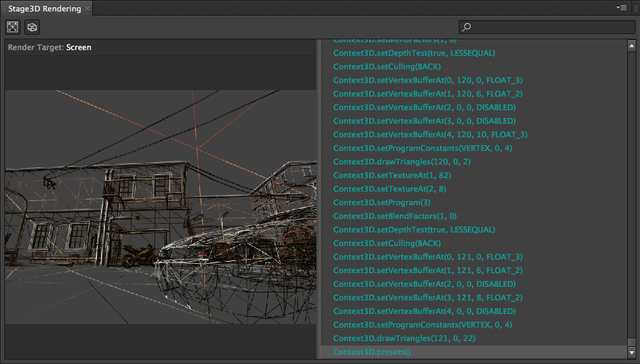 Stage3D Rendering
Render Target: Screen
Context3D.setBlendFactors(1, 0)
Context3D.setDepthTest(true, LESSEQUAL)
Context3D.setCulling(BACK)
Context3D.setVertexBufferAt(0, 120, 0, FLOAT_3)
Context3D.setVertexBufferAt(1, 120, 6, FLOAT_2)
Context3D.setVertexBufferAt(2, 0, 0, DISABLED)
Context3D.setVertexBufferAt(3, 0, 0, DISABLED)
Context3D.setVertexBufferAt(4, 120, 10, FLOAT_3)
Context3D.setProgramConstants(VERTEX, 0, 4)
Context3D.drawTriangles(120, 0, 2)
Context3D.setTextureAt(1, 82)
Context3D.setTextureAt(2, 8)
Context3D.setProgram(3)
Context3D.setBlendFactors(1, 0)
Context3D.setDepthTest(true, LESSEQUAL)
Context3D.setCulling(BACK)
Context3D.setVertexBufferAt(0, 121, 0, FLOAT_3)
Context3D.setVertexBufferAt(1, 121, 6, FLOAT_2)
Context3D.setVertexBufferAt(2, 0, 0, DISABLED)
Context3D.setVertexBufferAt(3, 121, 8, FLOAT_2)
Context3D.setVertexBufferAt(4, 0, 0, DISABLED)
Context3D.setProgramConstants(VERTEX, 0, 4)
Context3D.drawTriangles(121, 0, 22)
Context3D.present()